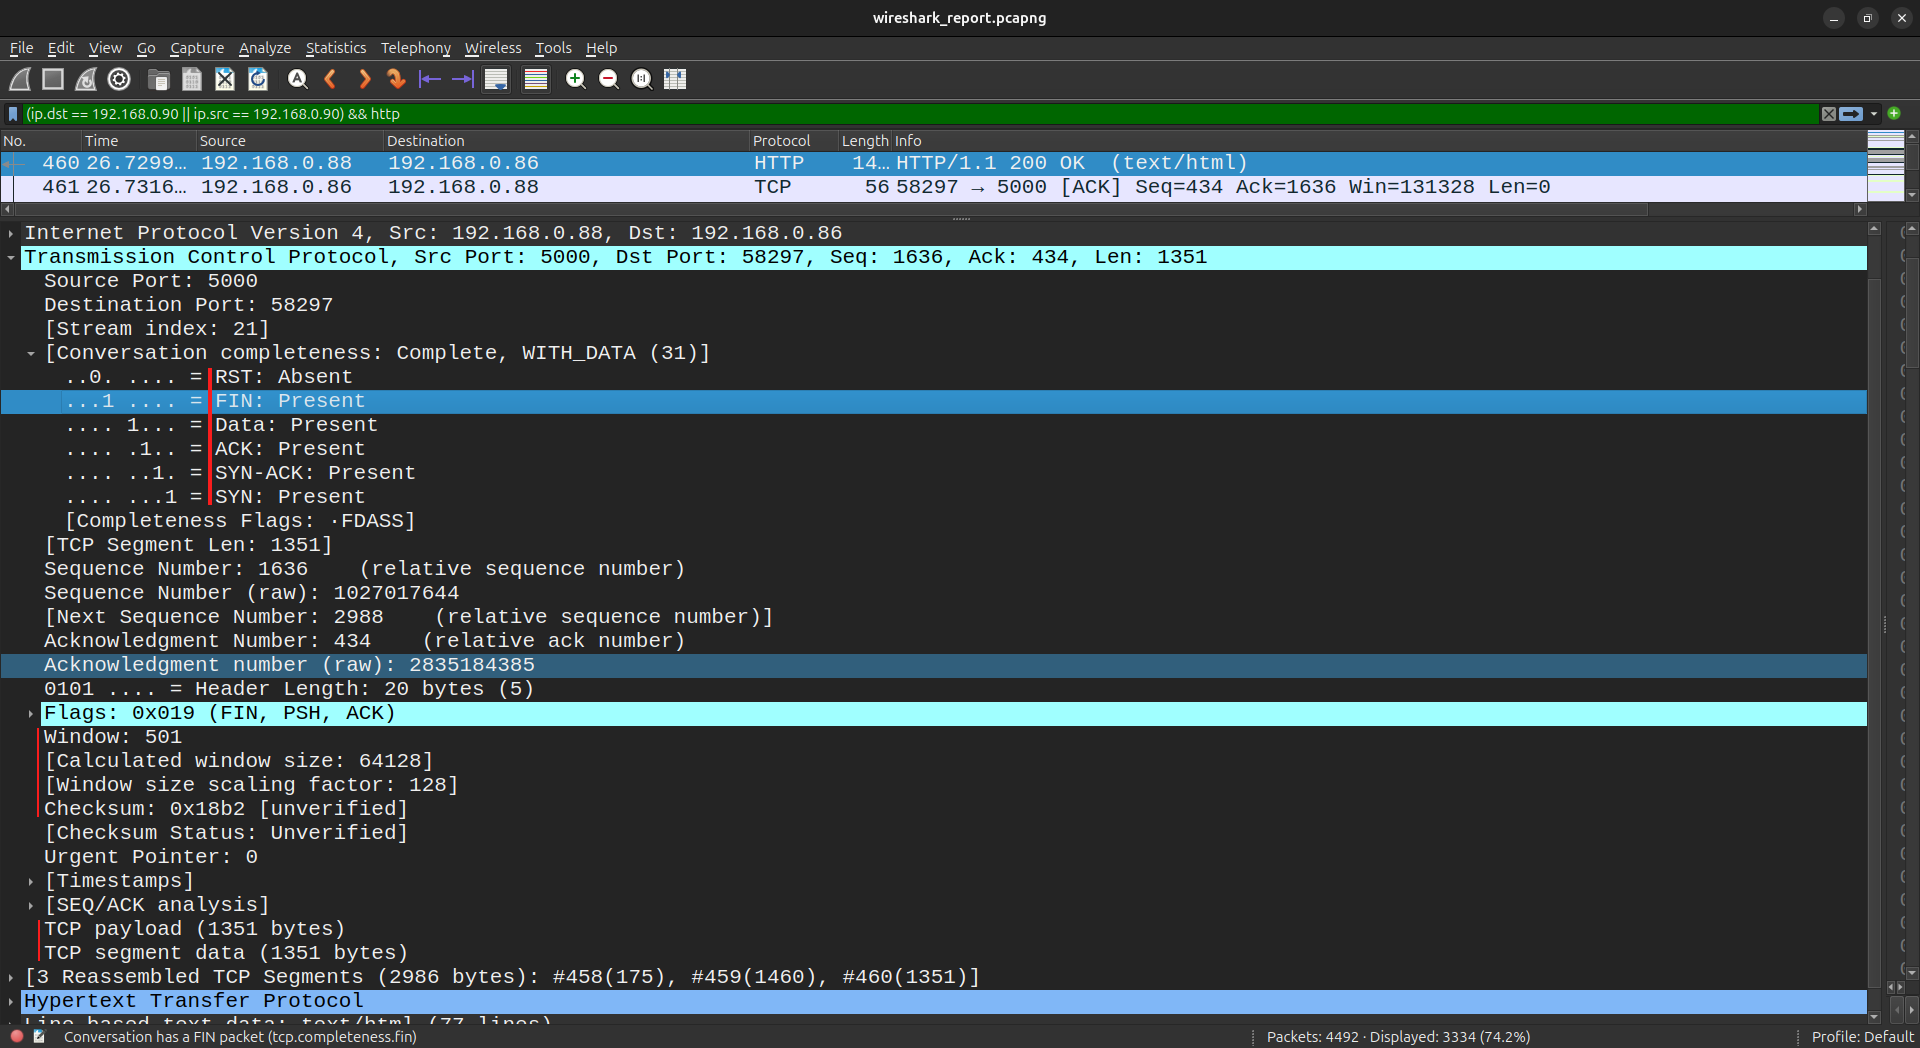 wireshark_report.pcapng
File Edit View Go Capture Analyze Statistics Telephony Wireless Tools Help
(ip.dst == 192.168.0.90 || ip.src == 192.168.0.90) && http
No. Time Source Destination Protocol Length Info
460 26.7299… 192.168.0.88 192.168.0.86 HTTP 14… HTTP/1.1 200 OK (text/html)
461 26.7316… 192.168.0.86 192.168.0.88 TCP 56 58297 → 5000 [ACK] Seq=434 Ack=1636 Win=131328 Len=0
Internet Protocol Version 4, Src: 192.168.0.88, Dst: 192.168.0.86
Transmission Control Protocol, Src Port: 5000, Dst Port: 58297, Seq: 1636, Ack: 434, Len: 1351
Source Port: 5000
Destination Port: 58297
[Stream index: 21]
[Conversation completeness: Complete, WITH_DATA (31)]
..0. .... = RST: Absent
...1 .... = FIN: Present
.... 1... = Data: Present
.... .1.. = ACK: Present
.... ..1. = SYN-ACK: Present
.... ...1 = SYN: Present
[Completeness Flags: ·FDASS]
[TCP Segment Len: 1351]
Sequence Number: 1636 (relative sequence number)
Sequence Number (raw): 1027017644
[Next Sequence Number: 2988 (relative sequence number)]
Acknowledgment Number: 434 (relative ack number)
Acknowledgment number (raw): 2835184385
0101 .... = Header Length: 20 bytes (5)
Flags: 0x019 (FIN, PSH, ACK)
Window: 501
[Calculated window size: 64128]
[Window size scaling factor: 128]
Checksum: 0x18b2 [unverified]
[Checksum Status: Unverified]
Urgent Pointer: 0
[Timestamps]
[SEQ/ACK analysis]
TCP payload (1351 bytes)
TCP segment data (1351 bytes)
[3 Reassembled TCP Segments (2986 bytes): #458(175), #459(1460), #460(1351)]
Hypertext Transfer Protocol
Line-based text data: text/html (77 lines)
Conversation has a FIN packet (tcp.completeness.fin) Packets: 4492 · Displayed: 3334 (74.2%) Profile: Default